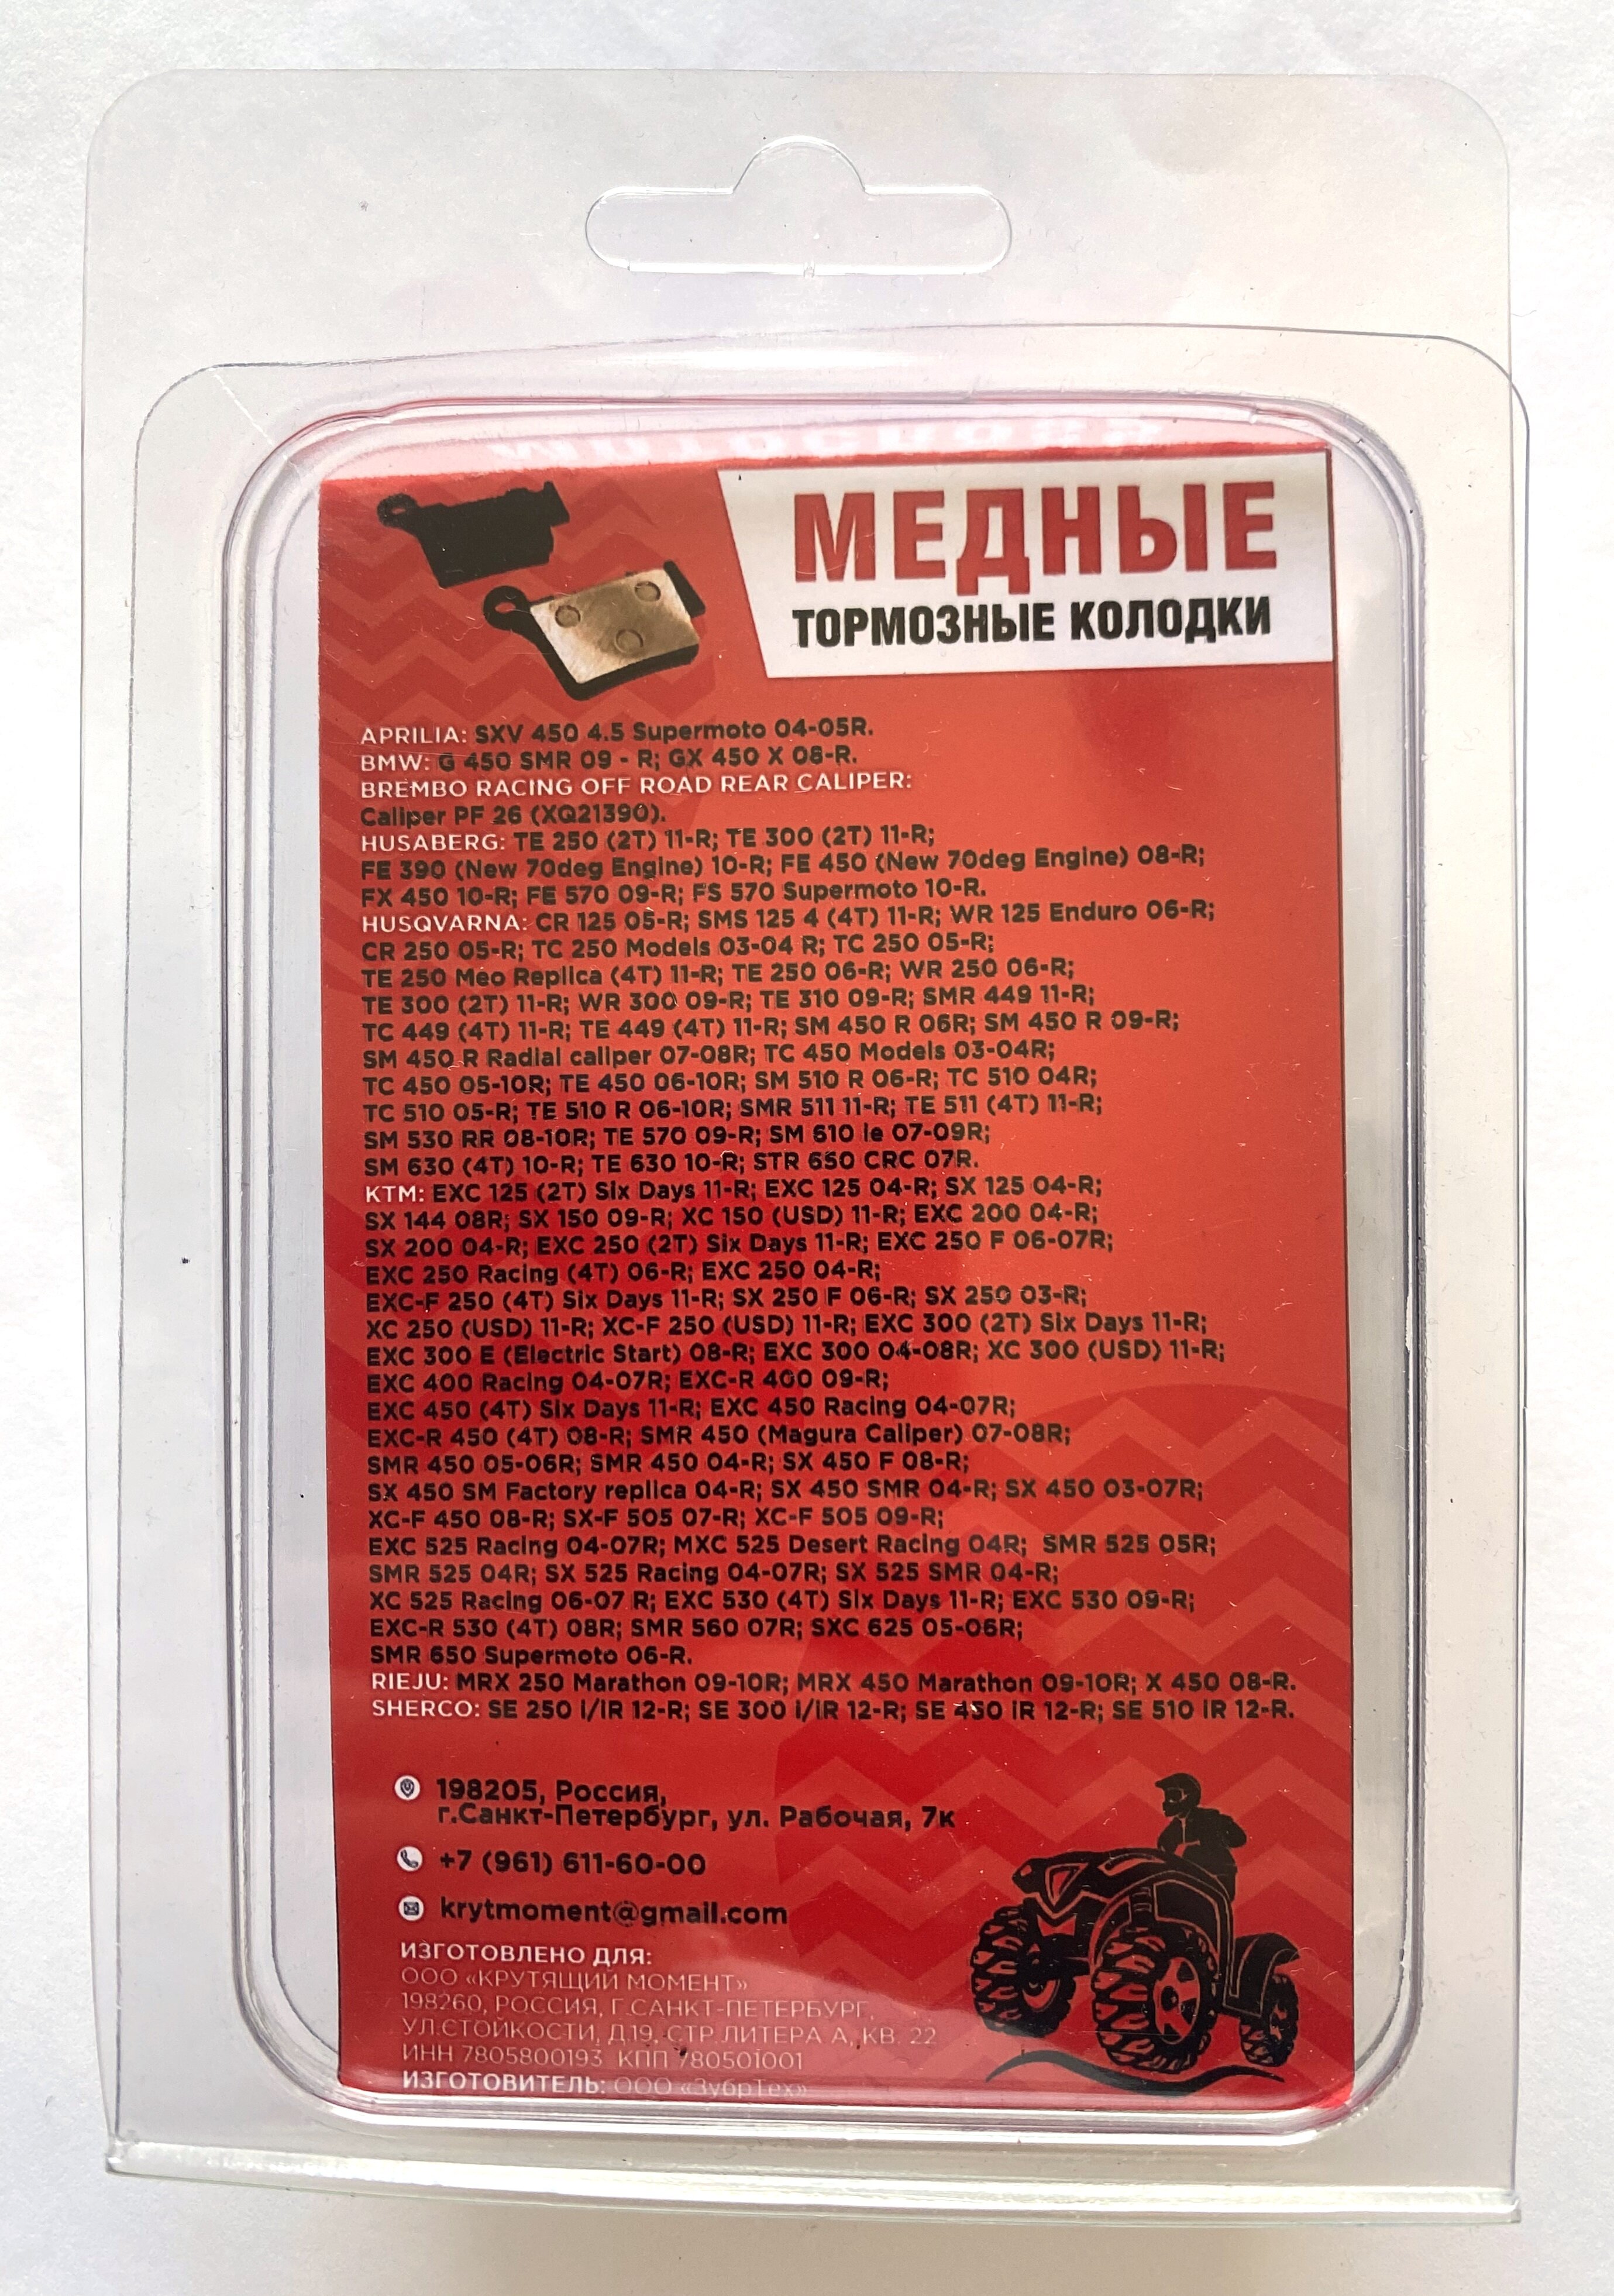 МЕДНЫЕ
ТОРМОЗНЫЕ КОЛОДКИ
APRILIA: SXV 450 4.5 Supermoto 04-05R.
BMW: G 450 SMR 09 - R; GX 450 X 08-R.
BREMBO RACING OFF ROAD REAR CALIPER:
Caliper PF 26 (XQ21390).
HUSABERG: TE 250 (2T) 11-R; TE 300 (2T) 11-R;
FE 390 (New 70deg Engine) 10-R; FE 450 (New 70deg Engine) 08-R;
FX 450 10-R; FE 570 09-R; FS 570 Supermoto 10-R.
HUSQVARNA: CR 125 05-R; SMS 125 4 (4T) 11-R; WR 125 Enduro 06-R;
CR 250 05-R; TC 250 Models 03-04 R; TC 250 05-R;
TE 250 Meo Replica (4T) 11-R; TE 250 06-R; WR 250 06-R;
TE 300 (2T) 11-R; WR 300 09-R; TE 310 09-R; SMR 449 11-R;
TC 449 (4T) 11-R; TE 449 (4T) 11-R; SM 450 R 06R; SM 450 R 09-R;
SM 450 R Radial caliper 07-08R; TC 450 Models 03-04R;
TC 450 05-10R; TE 450 06-10R; SM 510 R 06-R; TC 510 04R;
TC 510 05-R; TE 510 R 06-10R; SMR 511 11-R; TE 511 (4T) 11-R;
SM 530 RR 08-10R; TE 570 09-R; SM 610 ie 07-09R;
SM 630 (4T) 10-R; TE 630 10-R; STR 650 CRC 07R.
KTM: EXC 125 (2T) Six Days 11-R; EXC 125 04-R; SX 125 04-R;
SX 144 08R; SX 150 09-R; XC 150 (USD) 11-R; EXC 200 04-R;
SX 200 04-R; EXC 250 (2T) Six Days 11-R; EXC 250 F 06-07R;
EXC 250 Racing (4T) 06-R; EXC 250 04-R;
EXC-F 250 (4T) Six Days 11-R; SX 250 F 06-R; SX 250 03-R;
XC 250 (USD) 11-R; XC-F 250 (USD) 11-R; EXC 300 (2T) Six Days 11-R;
EXC 300 E (Electric Start) 08-R; EXC 300 04-08R; XC 300 (USD) 11-R;
EXC 400 Racing 04-07R; EXC-R 400 09-R;
EXC 450 (4T) Six Days 11-R; EXC 450 Racing 04-07R;
EXC-R 450 (4T) 08-R; SMR 450 (Magura Caliper) 07-08R;
SMR 450 05-06R; SMR 450 04-R; SX 450 F 08-R;
SX 450 SM Factory replica 04-R; SX 450 SMR 04-R; SX 450 03-07R;
XC-F 450 08-R; SX-F 505 07-R; XC-F 505 09-R;
EXC 525 Racing 04-07R; MXC 525 Desert Racing 04R; SMR 525 05R;
SMR 525 04R; SX 525 Racing 04-07R; SX 525 SMR 04-R;
XC 525 Racing 06-07 R; EXC 530 (4T) Six Days 11-R; EXC 530 09-R;
EXC-R 530 (4T) 08R; SMR 560 07R; SXC 625 05-06R;
SMR 650 Supermoto 06-R.
RIEJU: MRX 250 Marathon 09-10R; MRX 450 Marathon 09-10R; X 450 08-R.
SHERCO: SE 250 i/iR 12-R; SE 300 i/iR 12-R; SE 450 iR 12-R; SE 510 iR 12-R.
198205, Россия,
г.Санкт-Петербург, ул. Рабочая, 7к
+7 (961) 611-60-00
krytmoment@gmail.com
ИЗГОТОВЛЕНО ДЛЯ:
ООО «КРУТЯЩИЙ МОМЕНТ»
198260, РОССИЯ, Г.САНКТ-ПЕТЕРБУРГ,
УЛ.СТОЙКОСТИ, Д.19, СТР.ЛИТЕРА А, КВ. 22
ИНН 7805800193 КПП 780501001
ИЗГОТОВИТЕЛЬ: ООО «ЗубрТех»